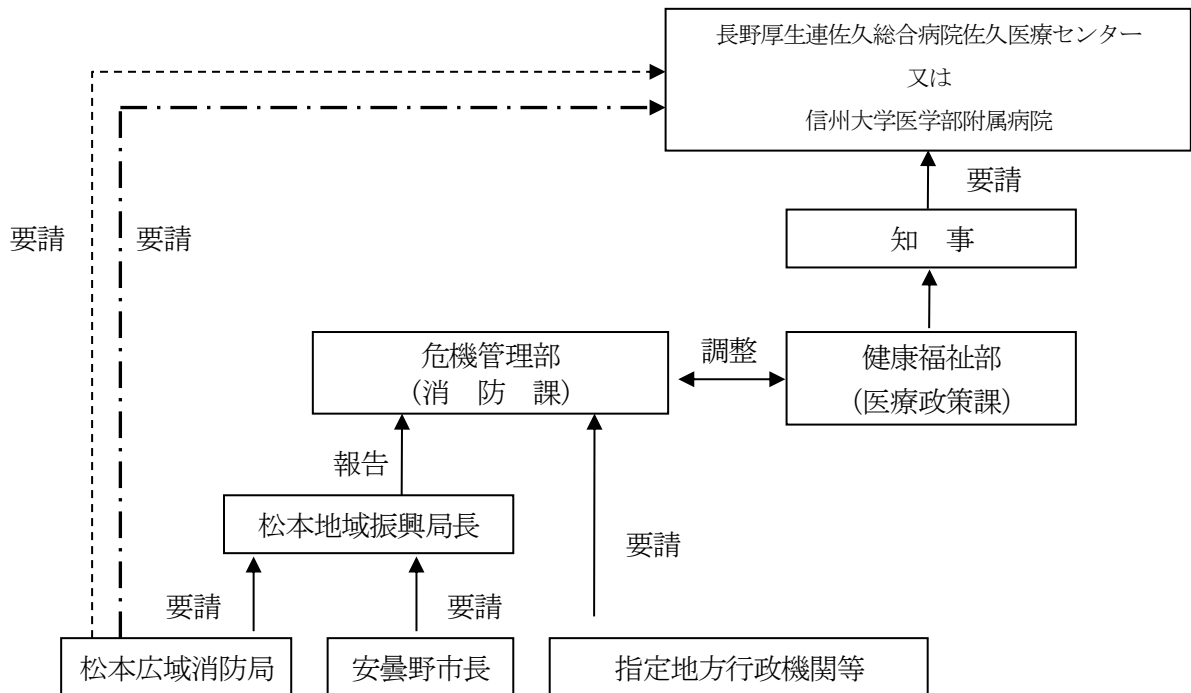 長野厚生連佐久総合病院佐久医療センター
又は
信州大学医学部附属病院
要請
知　事
要請
要請
危機管理部
（消　防　課）
調整
健康福祉部
（医療政策課）
報告
松本地域振興局長
要請
要請
要請
松本広域消防局
安曇野市長
指定地方行政機関等